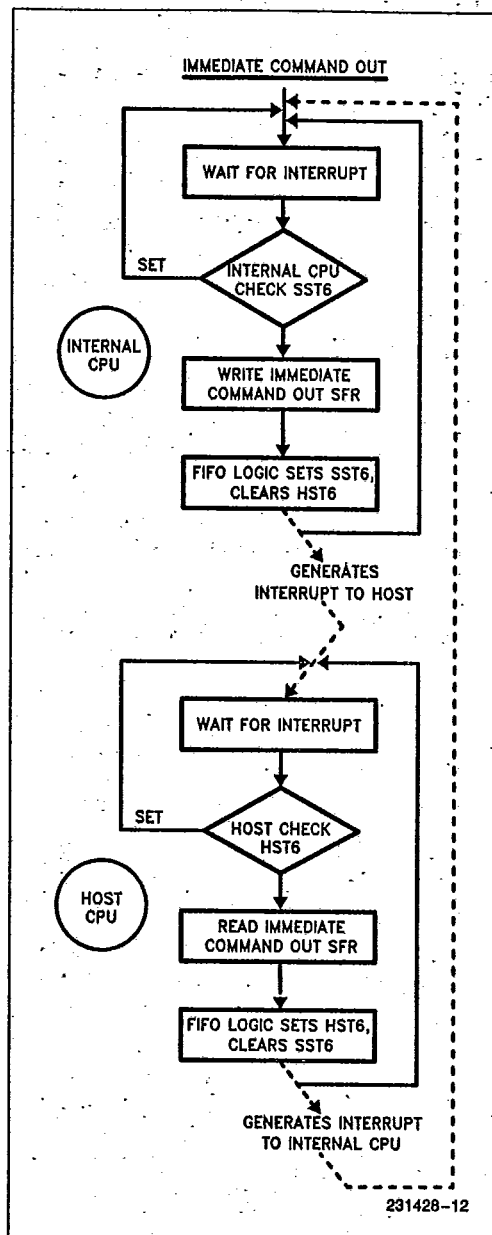 IMMEDIATE COMMAND OUT
WAIT FOR INTERRUPT
SET
INTERNAL CPU
CHECK SST6
INTERNAL
CPU
WRITE IMMEDIATE
COMMAND OUT SFR
FIFO LOGIC SETS SST6,
CLEARS HST6
GENERATES
INTERRUPT TO HOST
WAIT FOR INTERRUPT
SET
HOST CHECK
HST6
HOST
CPU
READ IMMEDIATE
COMMAND OUT SFR
FIFO LOGIC SETS HST6,
CLEARS SST6
GENERATES INTERRUPT
TO INTERNAL CPU
231428-12